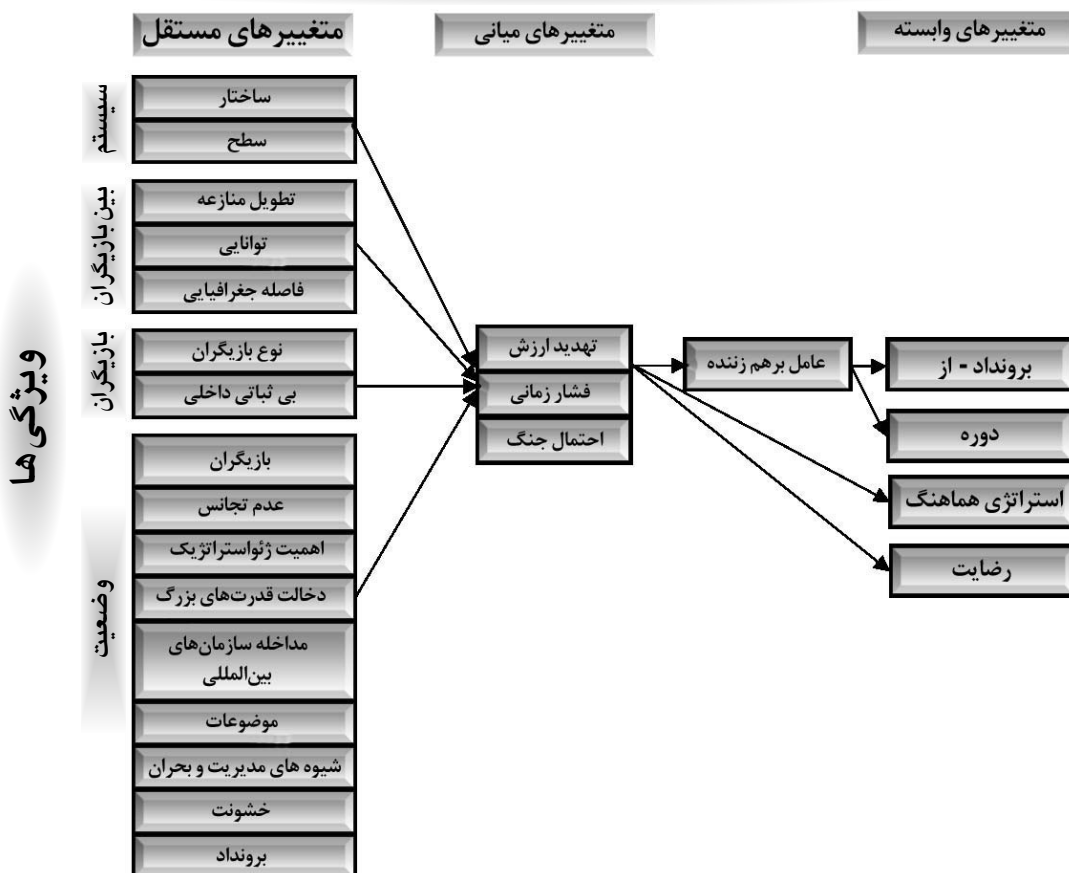 متغییرهای مستقل
متغییرهای میانی
متغییرهای وابسته
ویژگی ها
سیستم
ساختار
سطح
بین بازیگران
تطویل منازعه
توانایی
فاصله جغرافیایی
بازیگران
نوع بازیگران
بی ثباتی داخلی
وضعیت
بازیگران
عدم تجانس
اهمیت ژئواستراتژیک
دخالت قدرت‌های بزرگ
مداخله سازمان‌های
بین‌المللی
موضوعات
شیوه های مدیریت و بحران
خشونت
برونداد
تهدید ارزش
فشار زمانی
احتمال جنگ
عامل برهم زننده
برونداد - از
دوره
استراتژی هماهنگ
رضایت